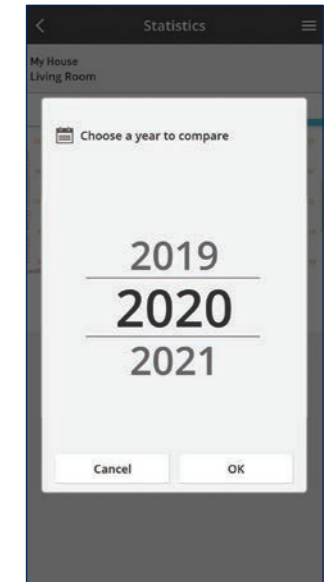 Statistics
My House
Living Room
Choose a year to compare
2019
2020
2021
Cancel
OK